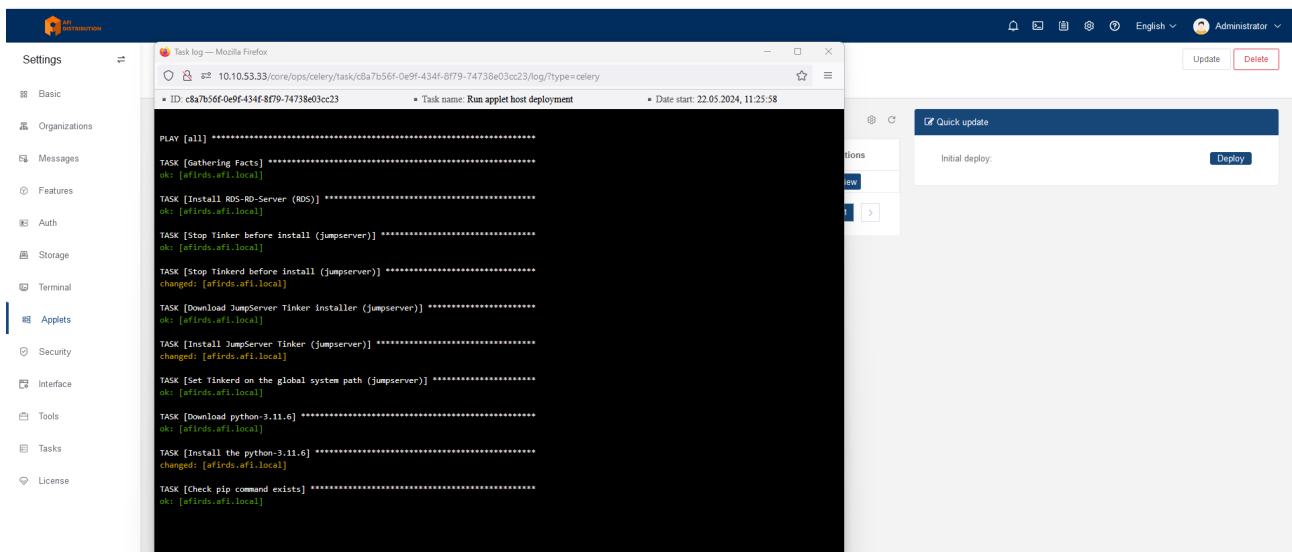 AFI
DISTRIBUTION
English
Administrator
Settings
Basic
Organizations
Messages
Features
Auth
Storage
Terminal
Applets
Security
Interface
Tools
Tasks
License
Task log — Mozilla Firefox
10.10.53.33/core/ops/celery/task/c8a7b56f-0e9f-434f-8f79-74738e03cc23/log/?type=celery
ID: c8a7b56f-0e9f-434f-8f79-74738e03cc23 Task name: Run applet host deployment Date start: 22.05.2024, 11:25:58
PLAY [all] **********************************************************************
TASK [Gathering Facts] **********************************************************
ok: [afirds.afi.local]
TASK [Install RDS-RD-Server (RDS)] **********************************************
ok: [afirds.afi.local]
TASK [Stop Tinker before install (jumpserver)] **********************************
ok: [afirds.afi.local]
TASK [Stop Tinkerd before install (jumpserver)] *********************************
changed: [afirds.afi.local]
TASK [Download JumpServer Tinker installer (jumpserver)] ************************
ok: [afirds.afi.local]
TASK [Install JumpServer Tinker (jumpserver)] ***********************************
changed: [afirds.afi.local]
TASK [Set Tinkerd on the global system path (jumpserver)] ***********************
ok: [afirds.afi.local]
TASK [Download python-3.11.6] ***************************************************
ok: [afirds.afi.local]
TASK [Install the python-3.11.6] ************************************************
changed: [afirds.afi.local]
TASK [Check pip command exists] *************************************************
ok: [afirds.afi.local]
Update Delete
tions
iew
Quick update
Initial deploy: Deploy